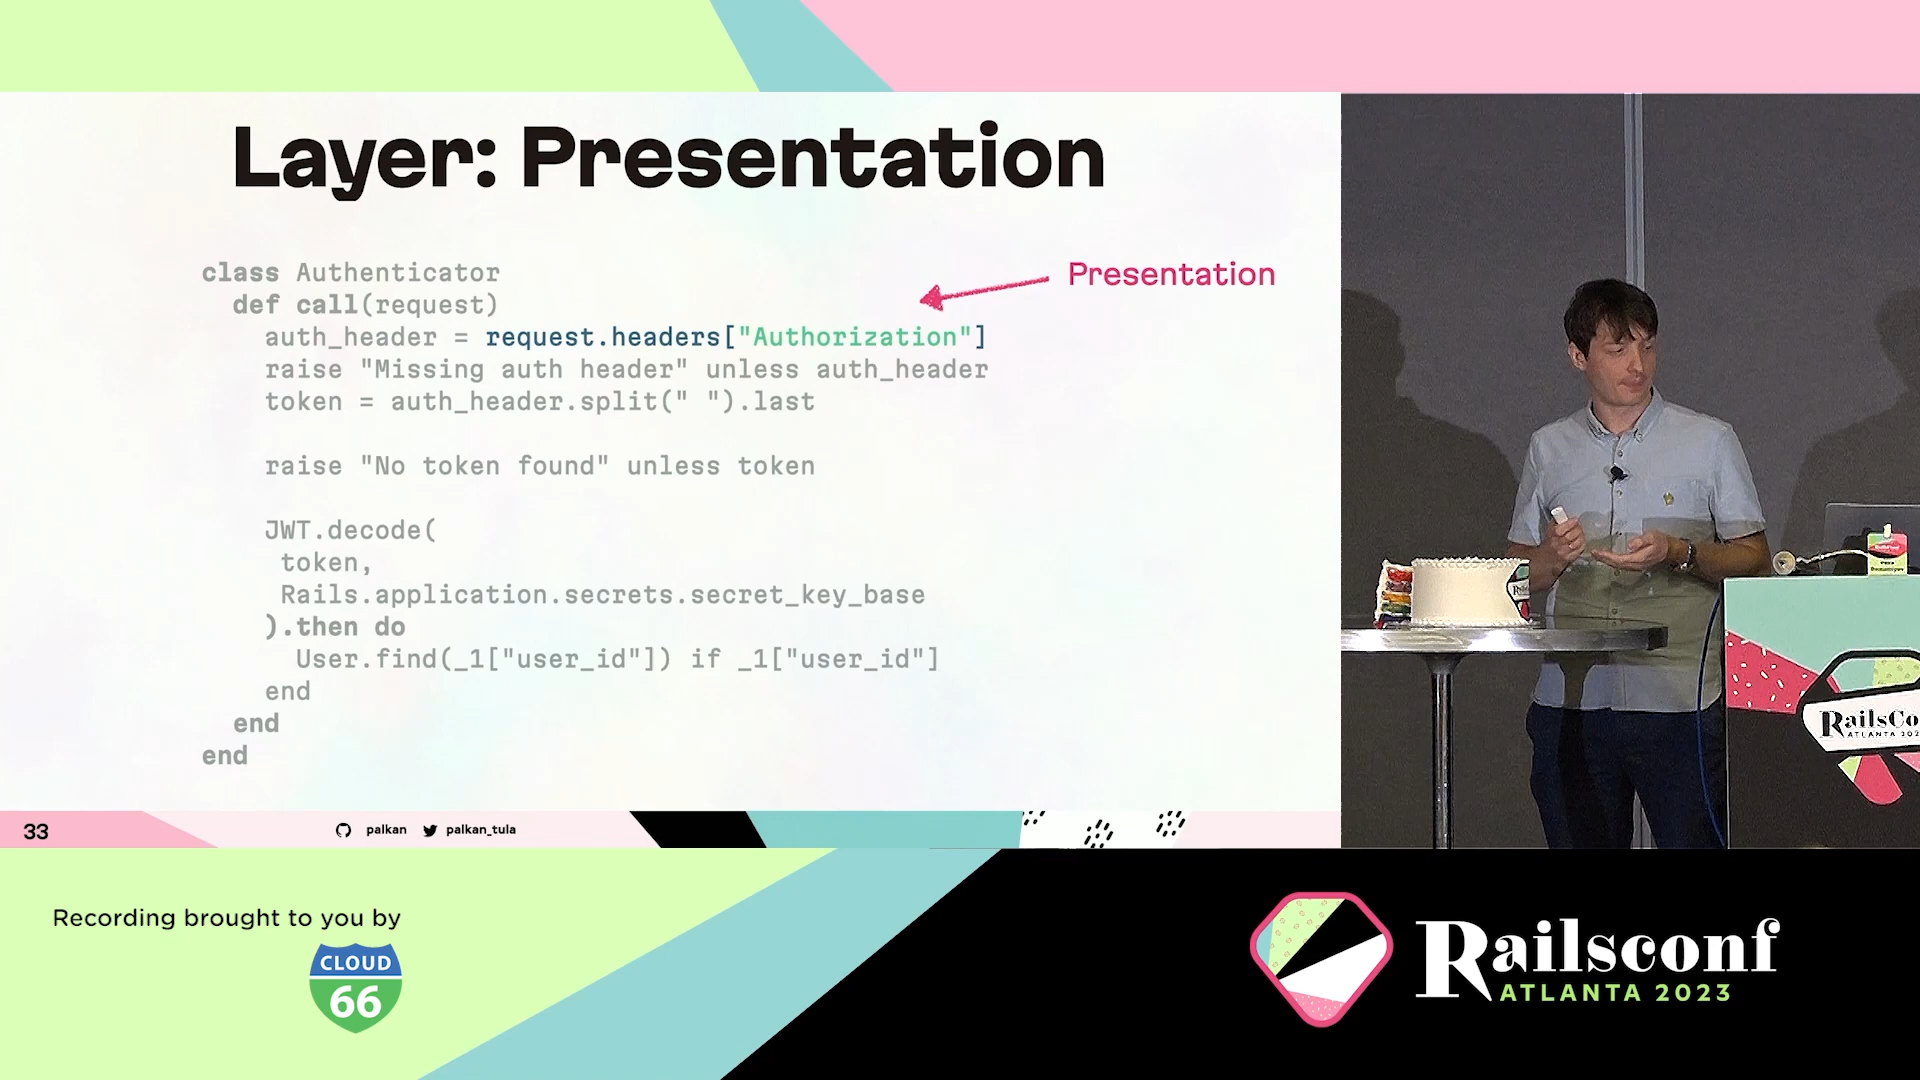 Layer: Presentation
Presentation
class Authenticator
def call(request)
auth_header = request.headers["Authorization"]
raise "Missing auth header" unless auth_header
token = auth_header.split(" ").last
raise "No token found" unless token
JWT.decode(
token,
Rails.application.secrets.secret_key_base
).then do
User.find(_1["user_id"]) if _1["user_id"]
end
end
end
33
palkan
palkan_tula
RailsCo
ATLANTA 202
Recording brought to you by
CLOUD
66
Railsconf
ATLANTA 2023